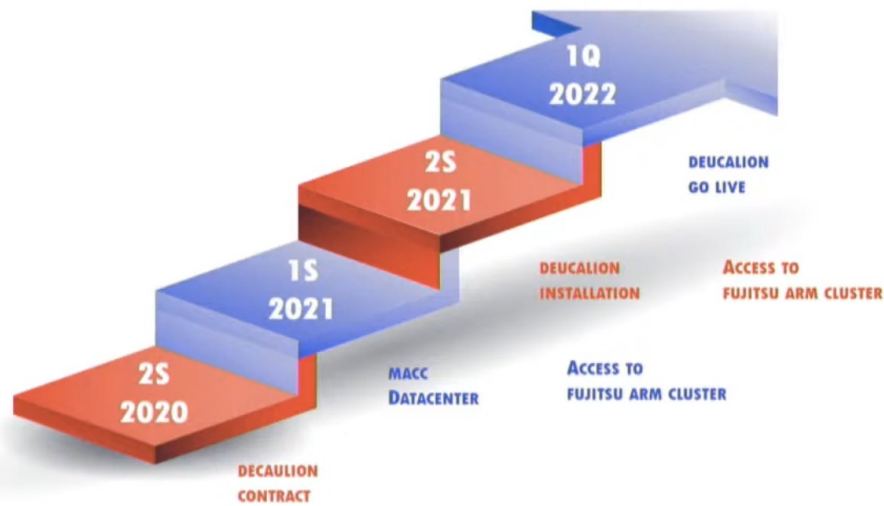 1Q
2022
DEUCALION
GO LIVE
2S
2021
DEUCALION
INSTALLATION
ACCESS TO
FUJITSU ARM CLUSTER
1S
2021
MACC
DATACENTER
ACCESS TO
FUJITSU ARM CLUSTER
2S
2020
DECAULION
CONTRACT